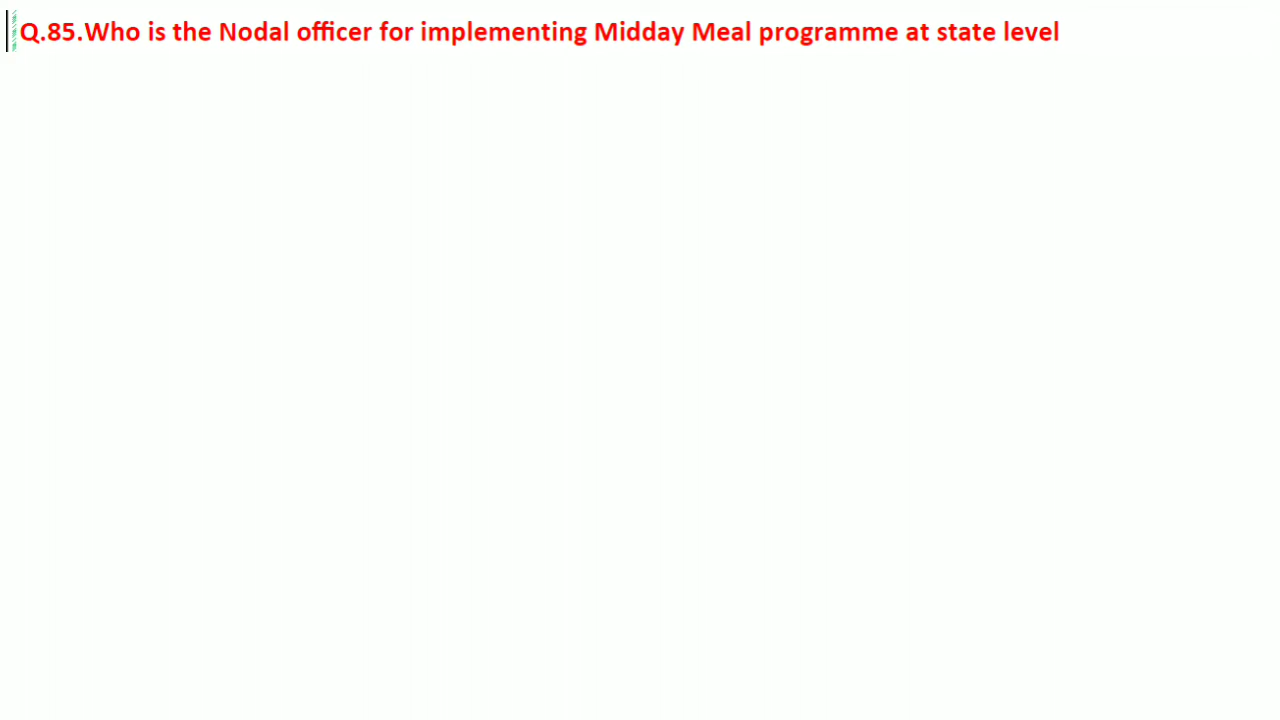 Q.85.Who is the Nodal officer for implementing Midday Meal programme at state level